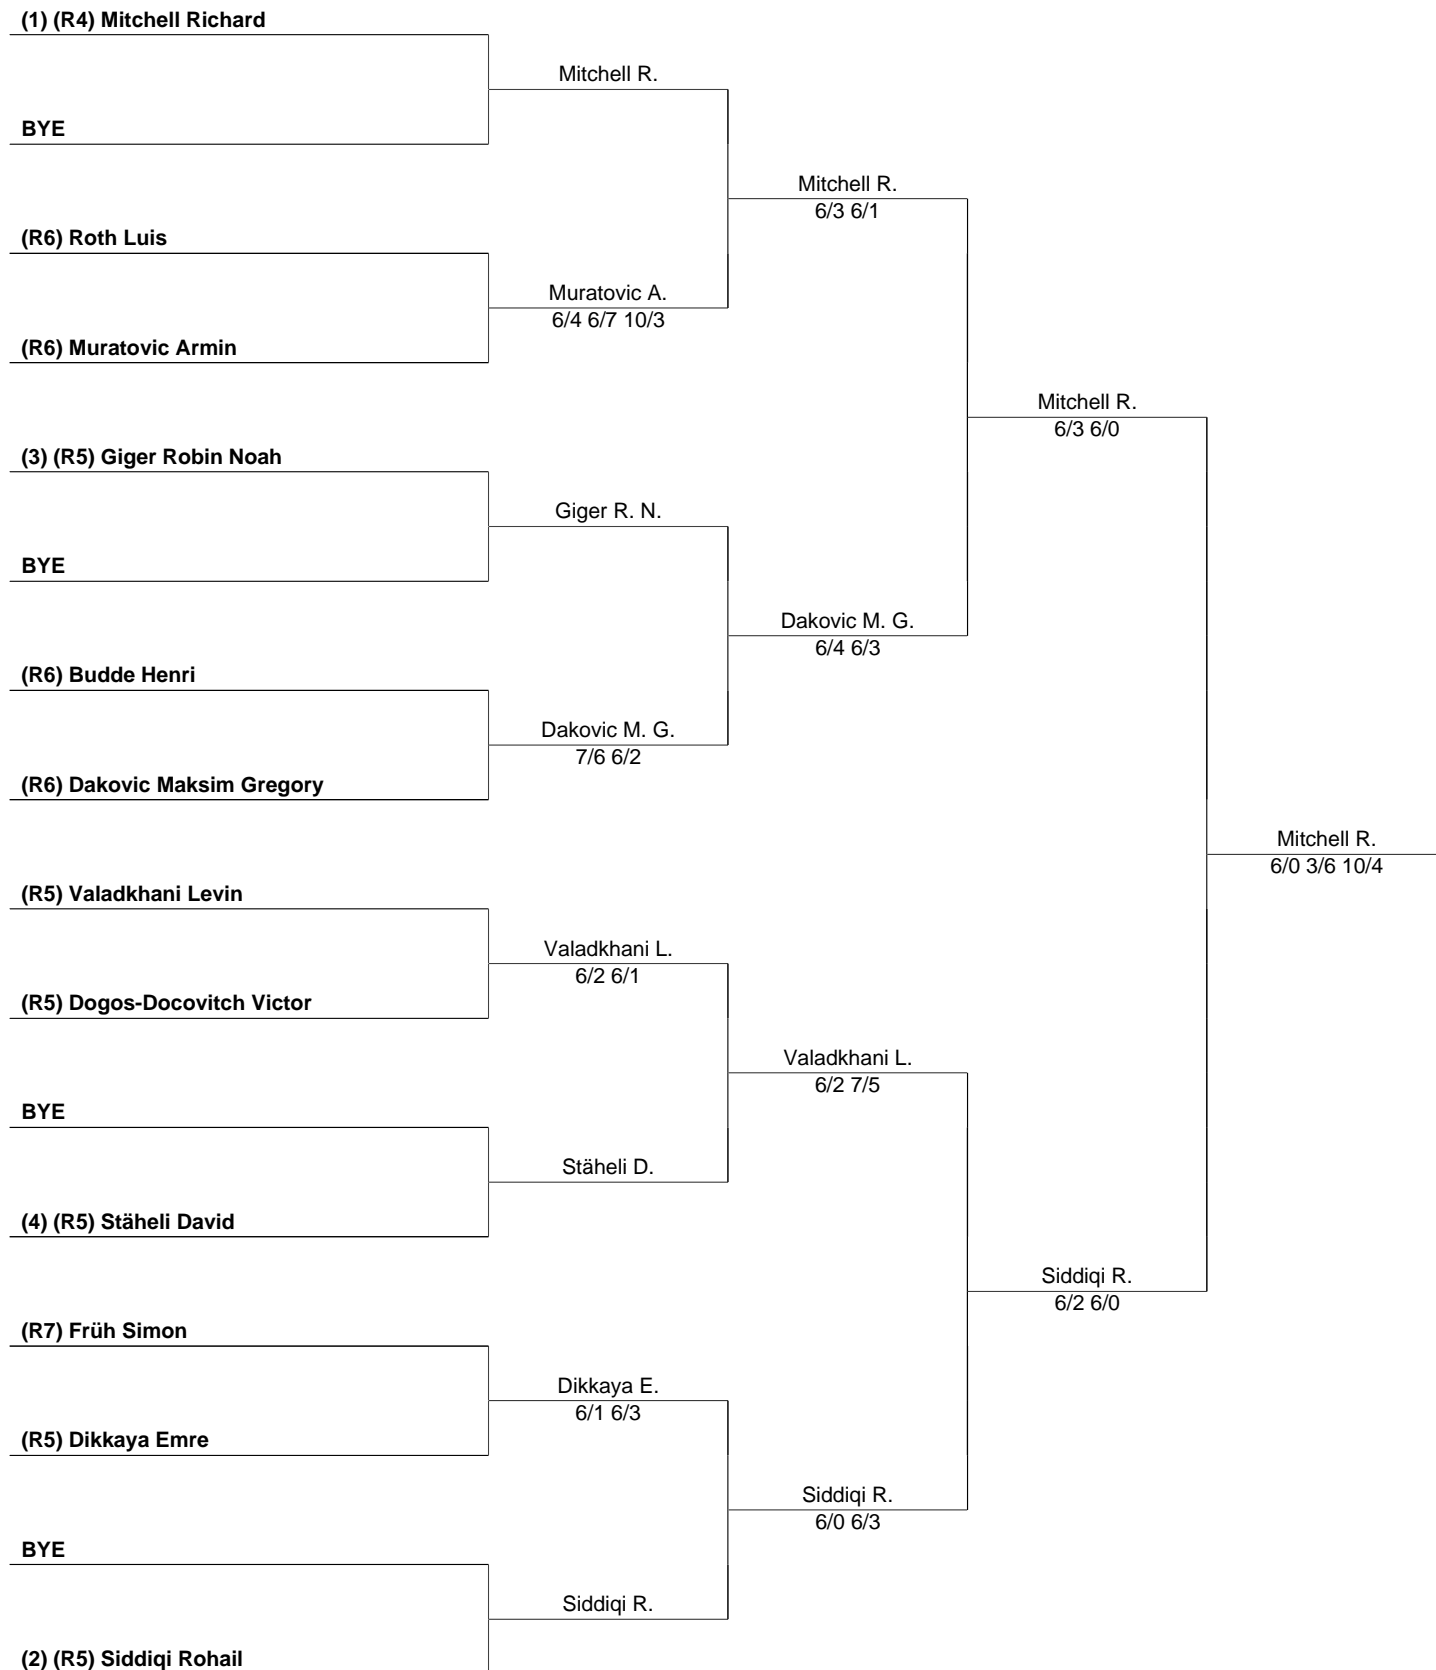 (1) (R4) Mitchell Richard
Mitchell R.
BYE
Mitchell R.
6/3 6/1
(R6) Roth Luis
Muratovic A.
6/4 6/7 10/3
(R6) Muratovic Armin
Mitchell R.
6/3 6/0
(3) (R5) Giger Robin Noah
Giger R. N.
BYE
Dakovic M. G.
6/4 6/3
(R6) Budde Henri
Dakovic M. G.
7/6 6/2
(R6) Dakovic Maksim Gregory
Mitchell R.
6/0 3/6 10/4
(R5) Valadkhani Levin
Valadkhani L.
6/2 6/1
(R5) Dogos-Docovitch Victor
Valadkhani L.
6/2 7/5
BYE
Stäheli D.
(4) (R5) Stäheli David
Siddiqi R.
6/2 6/0
(R7) Früh Simon
Dikkaya E.
6/1 6/3
(R5) Dikkaya Emre
Siddiqi R.
6/0 6/3
BYE
Siddiqi R.
(2) (R5) Siddiqi Rohail